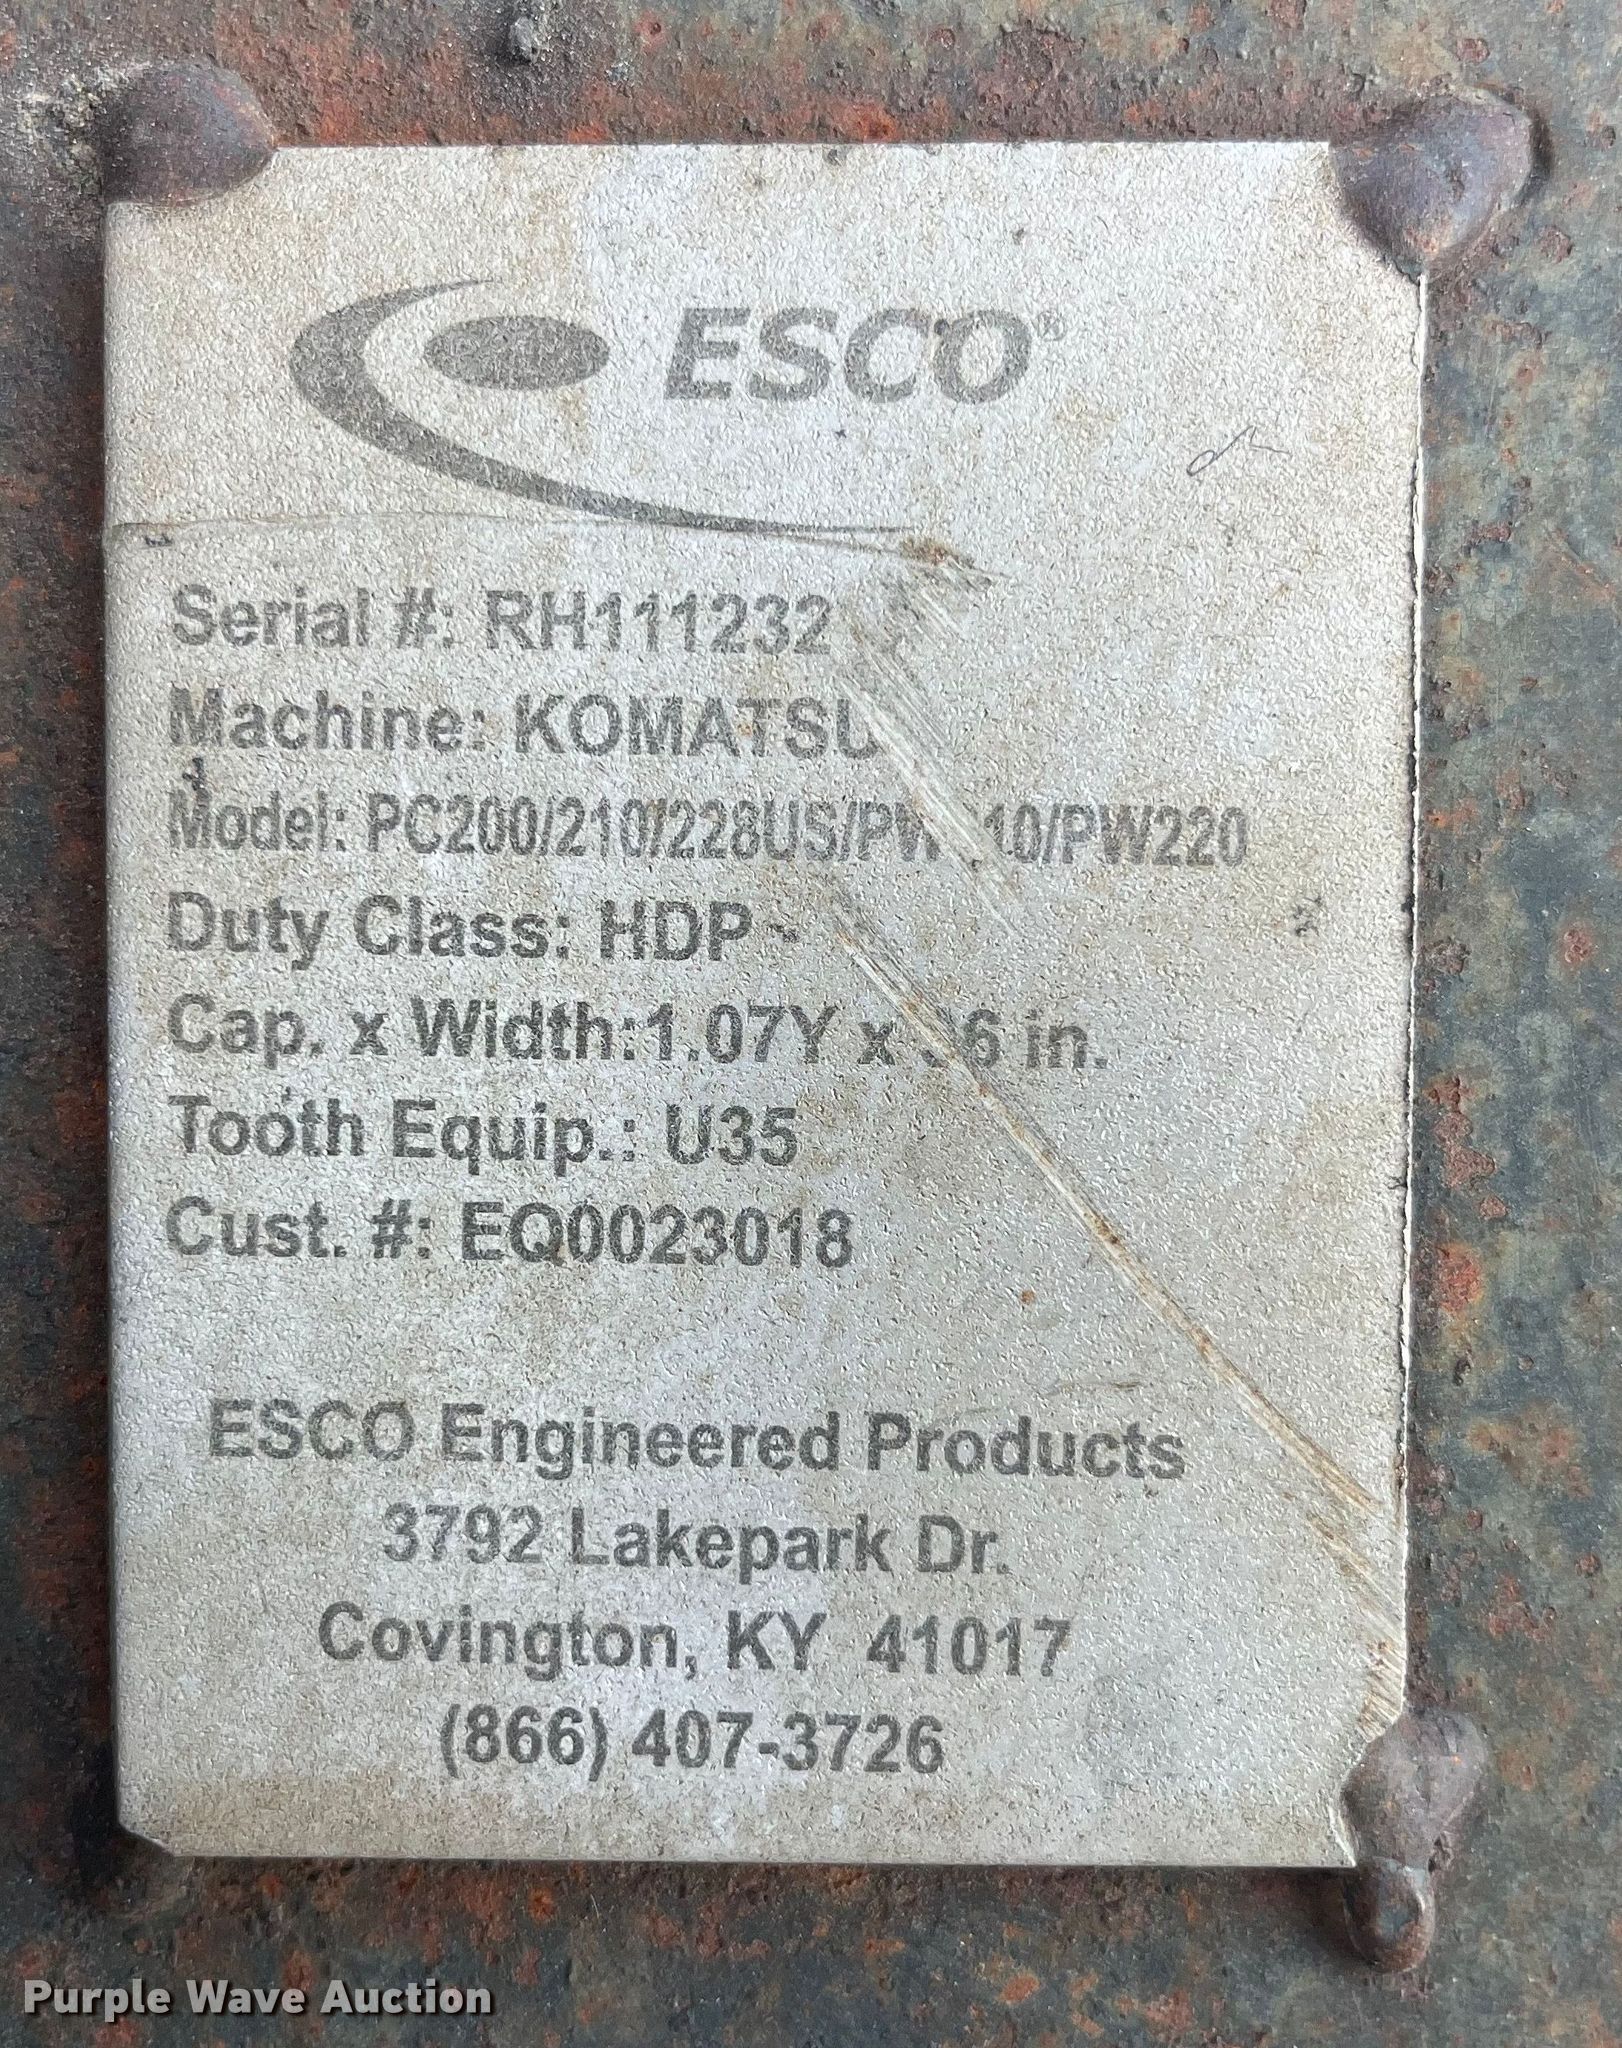 ESCO®
Serial #: RH111232
Machine: KOMATSU
Model: PC200/210/228US/PW 10/PW220
Duty Class: HDP
Cap. x Width:1.07Y x 6 in.
Tooth Equip.: U35
Cust. #: EQ0023018
ESCO Engineered Products
3792 Lakepark Dr.
Covington, KY 41017
(866) 407-3726
Purple Wave Auction